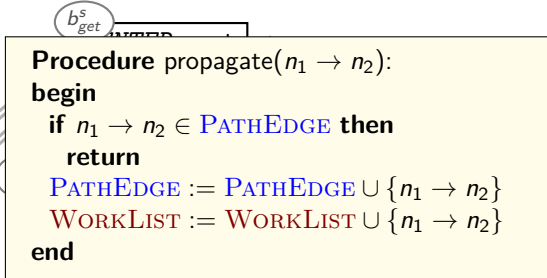 b^s_get
Procedure propagate(n₁ → n₂):
begin
if n₁ → n₂ ∈ PATHEDGE then
return
PATHEDGE := PATHEDGE ∪ {n₁ → n₂}
WORKLIST := WORKLIST ∪ {n₁ → n₂}
end